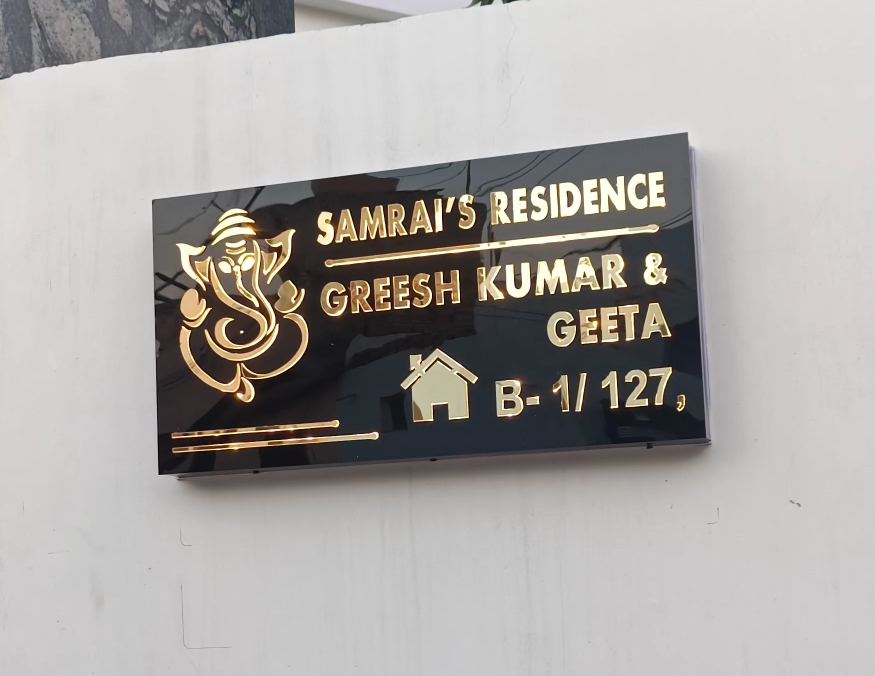 SAMRAI'S RESIDENCE
GREESH KUMAR &
GEETA
B- 1/ 127,